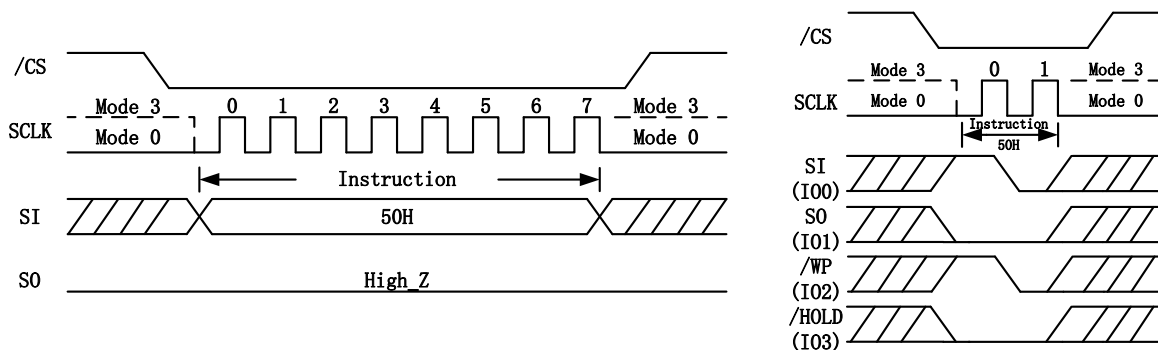 /CS
Mode 3 0 1 2 3 4 5 6 7 Mode 3
SCLK
Mode 0 Mode 0
Instruction
SI 50H
SO High_Z
/CS
Mode 3 0 1 Mode 3
SCLK Mode 0 Mode 0
Instruction
50H
SI
(IO0)
SO
(IO1)
/WP
(IO2)
/HOLD
(IO3)